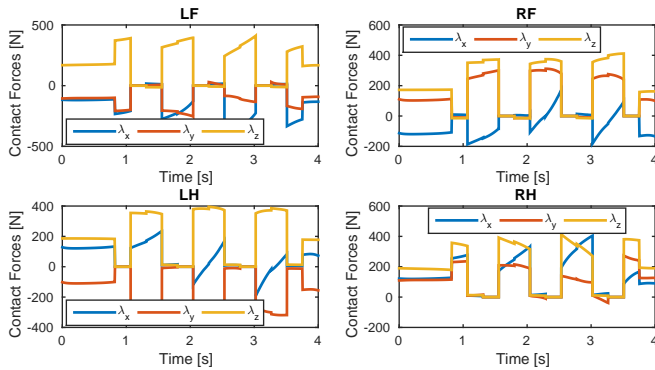 LF
500
0
-500
Contact Forces [N]
λx λy λz
0 1 2 3 4
Time [s]
RF
600
400
200
0
-200
Contact Forces [N]
λx λy λz
0 1 2 3 4
Time [s]
LH
400
200
0
-200
-400
Contact Forces [N]
λx λy λz
0 1 2 3 4
Time [s]
RH
600
400
200
0
-200
Contact Forces [N]
λx λy λz
0 1 2 3 4
Time [s]